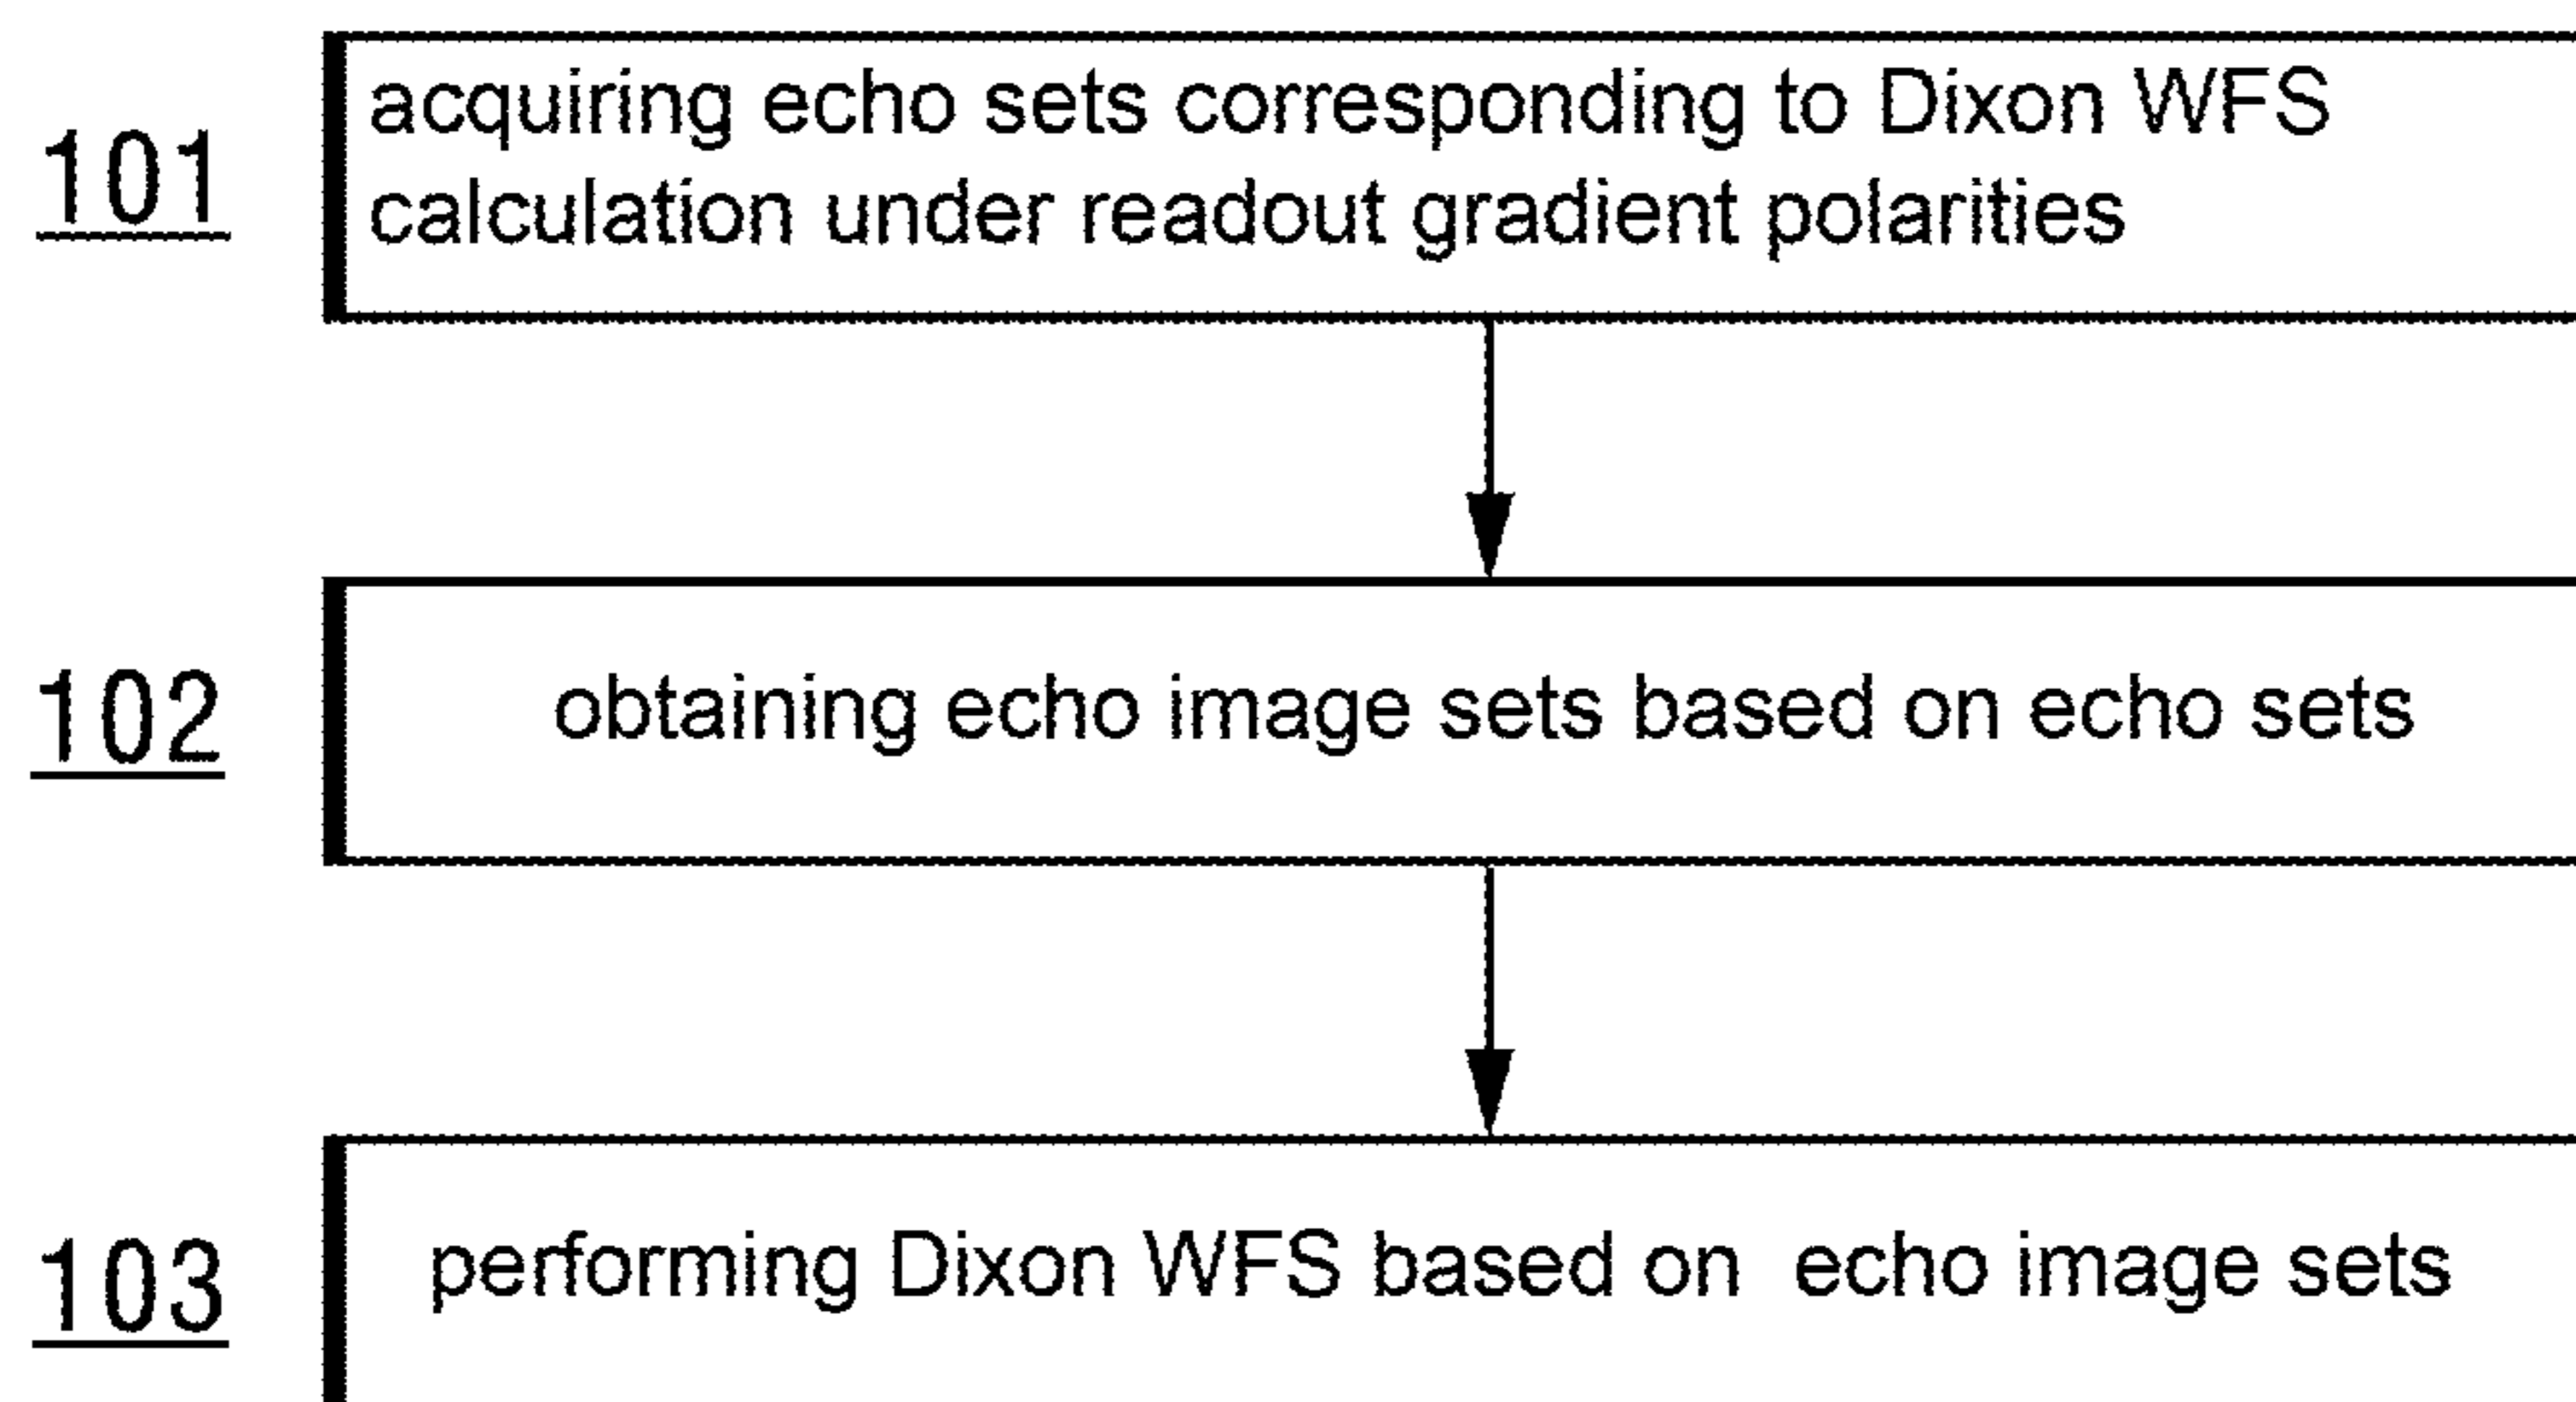 101
acquiring echo sets corresponding to Dixon WFS
calculation under readout gradient polarities
102
obtaining echo image sets based on echo sets
103
performing Dixon WFS based on echo image sets